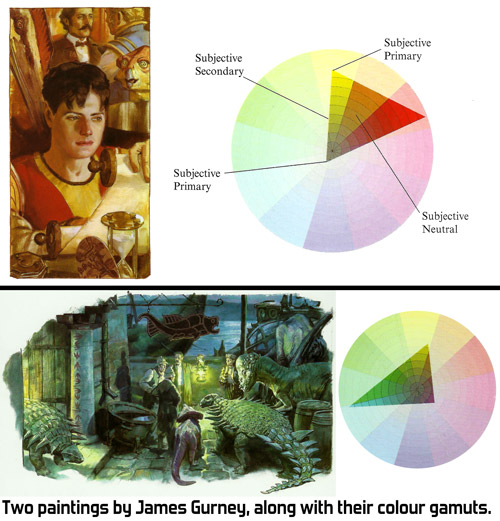 Subjective
Secondary
Subjective
Primary
Subjective
Primary
Subjective
Neutral
Two paintings by James Gurney, along with their colour gamuts.